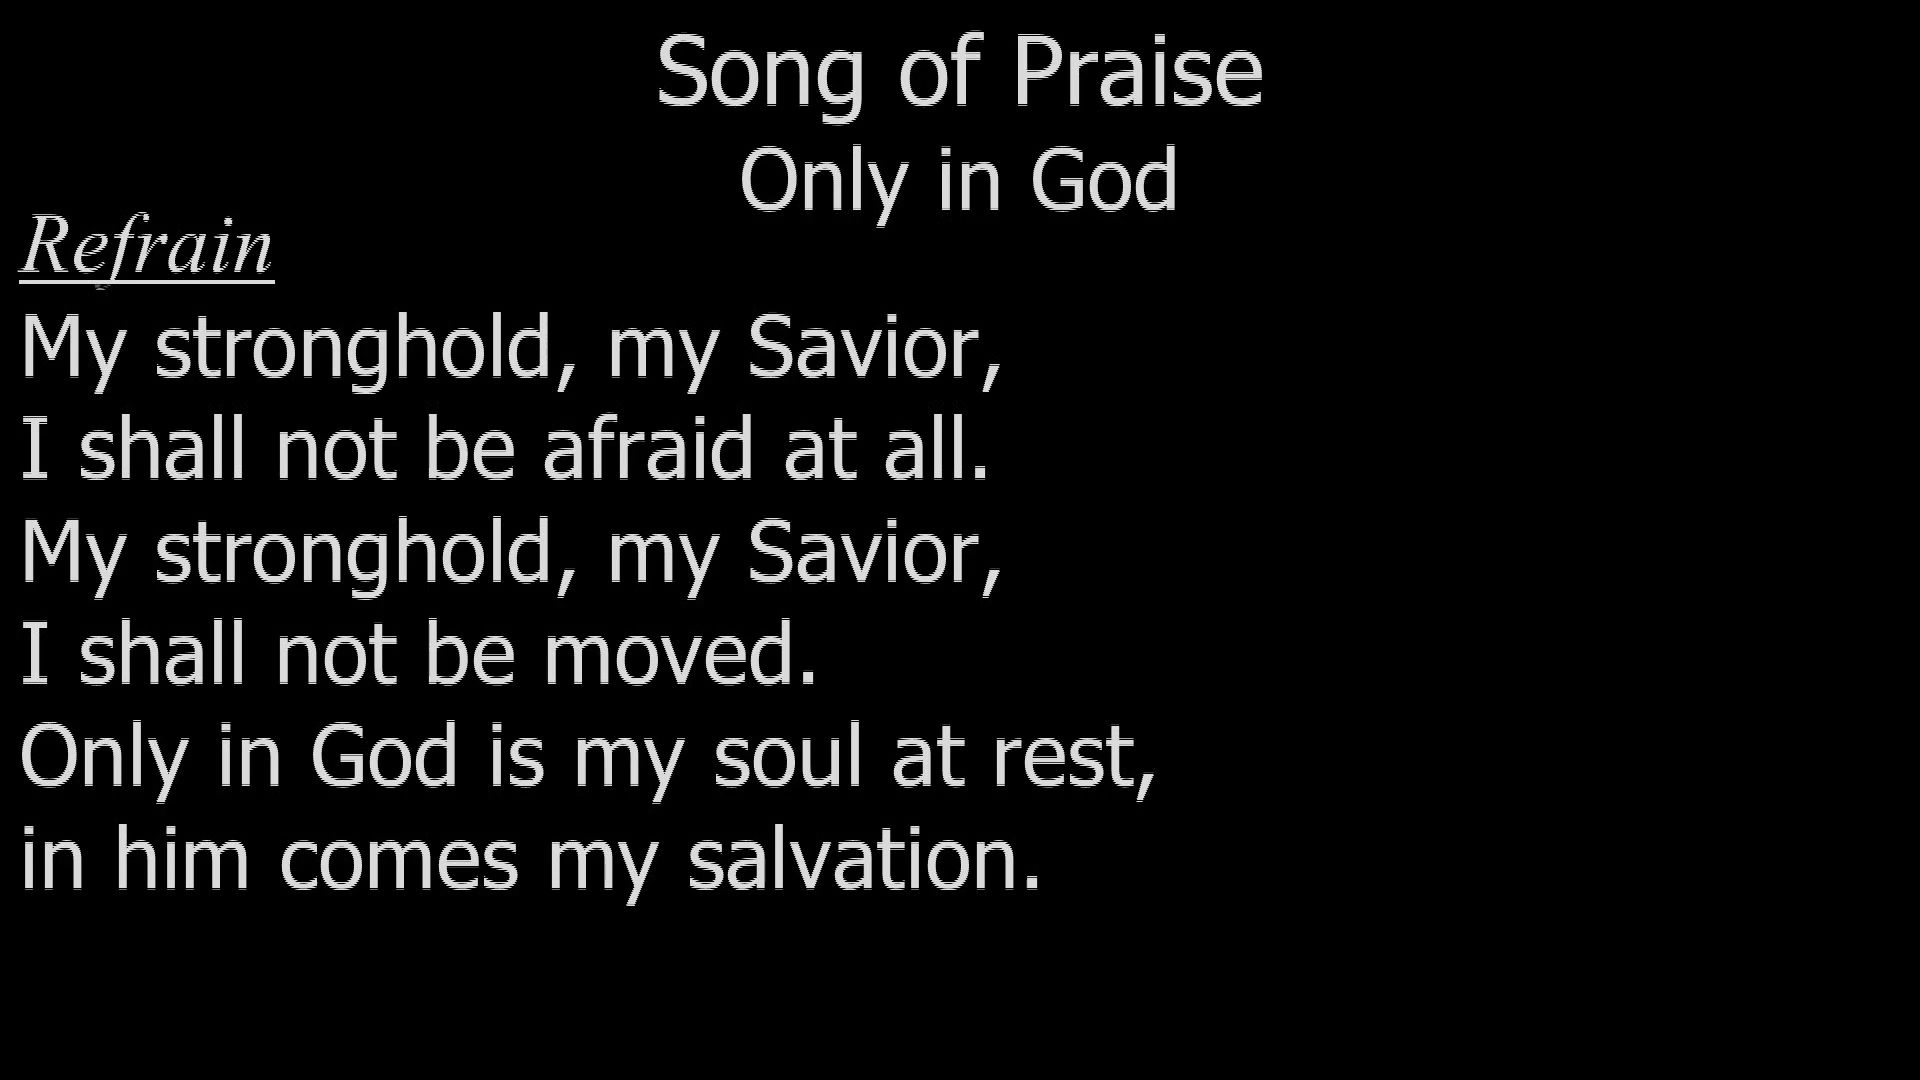 Song of Praise
Only in God
Refrain
My stronghold, my Savior,
I shall not be afraid at all.
My stronghold, my Savior,
I shall not be moved.
Only in God is my soul at rest,
in him comes my salvation.